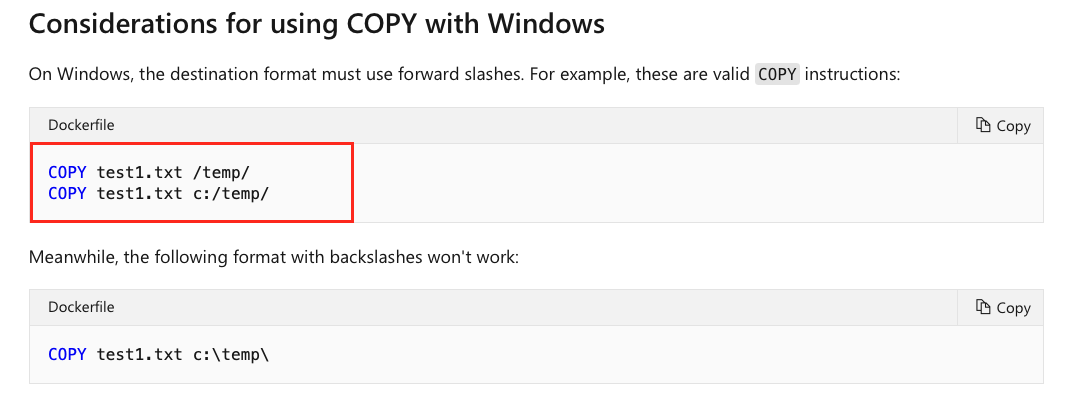 Considerations for using COPY with Windows
On Windows, the destination format must use forward slashes. For example, these are valid COPY instructions:
Dockerfile
Copy
COPY test1.txt /temp/
COPY test1.txt c:/temp/
Meanwhile, the following format with backslashes won't work:
Dockerfile
Copy
COPY test1.txt c:\temp\